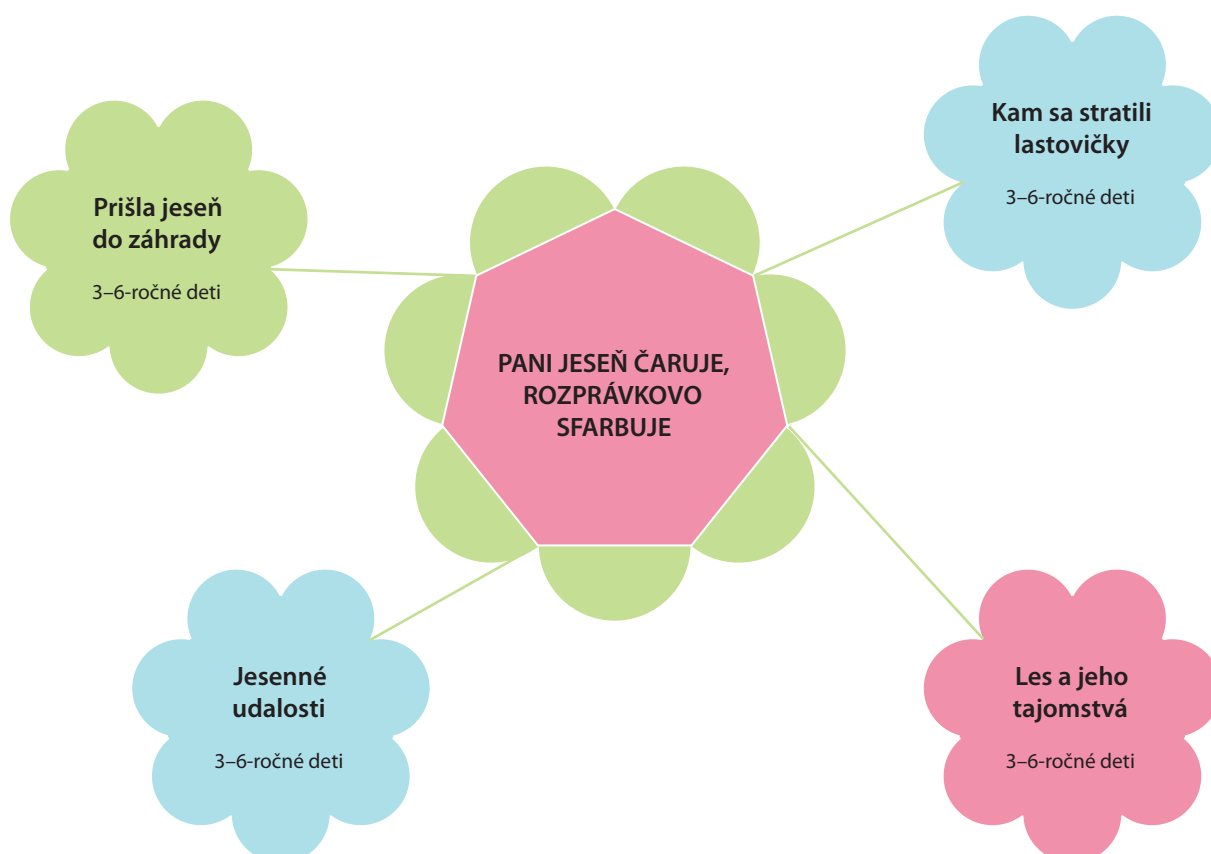 Kam sa stratili
lastovičky
3–6-ročné deti
Prišla jeseň
do záhrady
3–6-ročné deti
PANI JESEŇ ČARUJE,
ROZPRÁVKOVO
SFARBUJE
Jesenné
udalosti
3–6-ročné deti
Les a jeho
tajomstvá
3–6-ročné deti